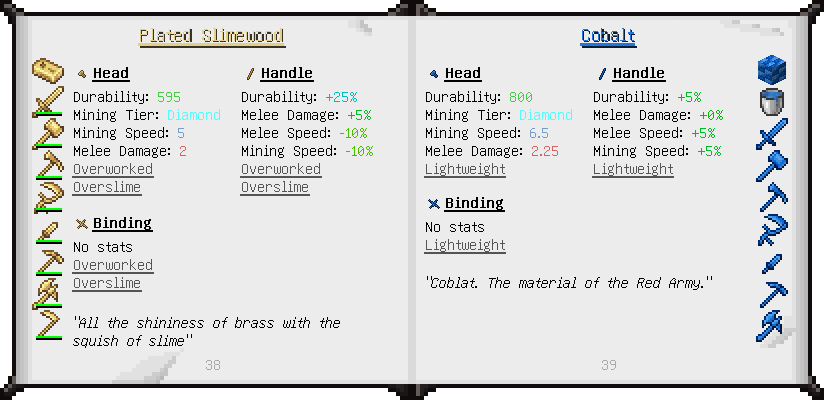 Plated Slimewood
Head
Durability: 595
Mining Tier: Diamond
Mining Speed: 5
Melee Damage: 2
Overworked
Overslime
Handle
Durability: +25%
Melee Damage: +5%
Melee Speed: -10%
Mining Speed: -10%
Overworked
Overslime
Binding
No stats
Overworked
Overslime
"All the shininess of brass with the
squish of slime"
38
Cobalt
Head
Durability: 800
Mining Tier: Diamond
Mining Speed: 6.5
Melee Damage: 2.25
Lightweight
Handle
Durability: +5%
Melee Damage: +0%
Melee Speed: +5%
Mining Speed: +5%
Lightweight
Binding
No stats
Lightweight
"Coblat. The material of the Red Army."
39